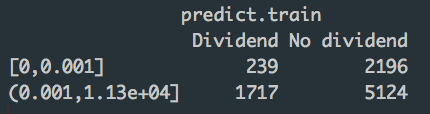 predict.train
Dividend No dividend
[0,0.001] 239 2196
(0.001,1.13e+04] 1717 5124